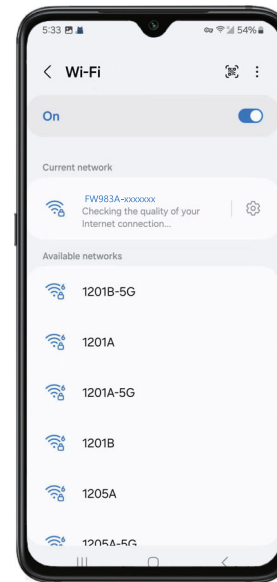 5:33 54%
Wi-Fi
On
Current network
FW983A-xxxxxxx
Checking the quality of your
Internet connection...
Available networks
1201B-5G
1201A
1201A-5G
1201B
1205A
1205A-5G